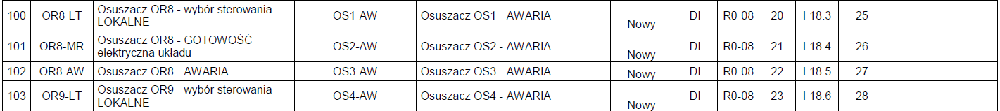 100 OR8-LT Osuszacz OR8 - wybór sterowania LOKALNE OS1-AW Osuszacz OS1 - AWARIA Nowy DI R0-08 20 I 18.3 25
101 OR8-MR Osuszacz OR8 - GOTOWOŚĆ elektryczna układu OS2-AW Osuszacz OS2 - AWARIA Nowy DI R0-08 21 I 18.4 26
102 OR8-AW Osuszacz OR8 - AWARIA OS3-AW Osuszacz OS3 - AWARIA Nowy DI R0-08 22 I 18.5 27
103 OR9-LT Osuszacz OR9 - wybór sterowania LOKALNE OS4-AW Osuszacz OS4 - AWARIA Nowy DI R0-08 23 I 18.6 28